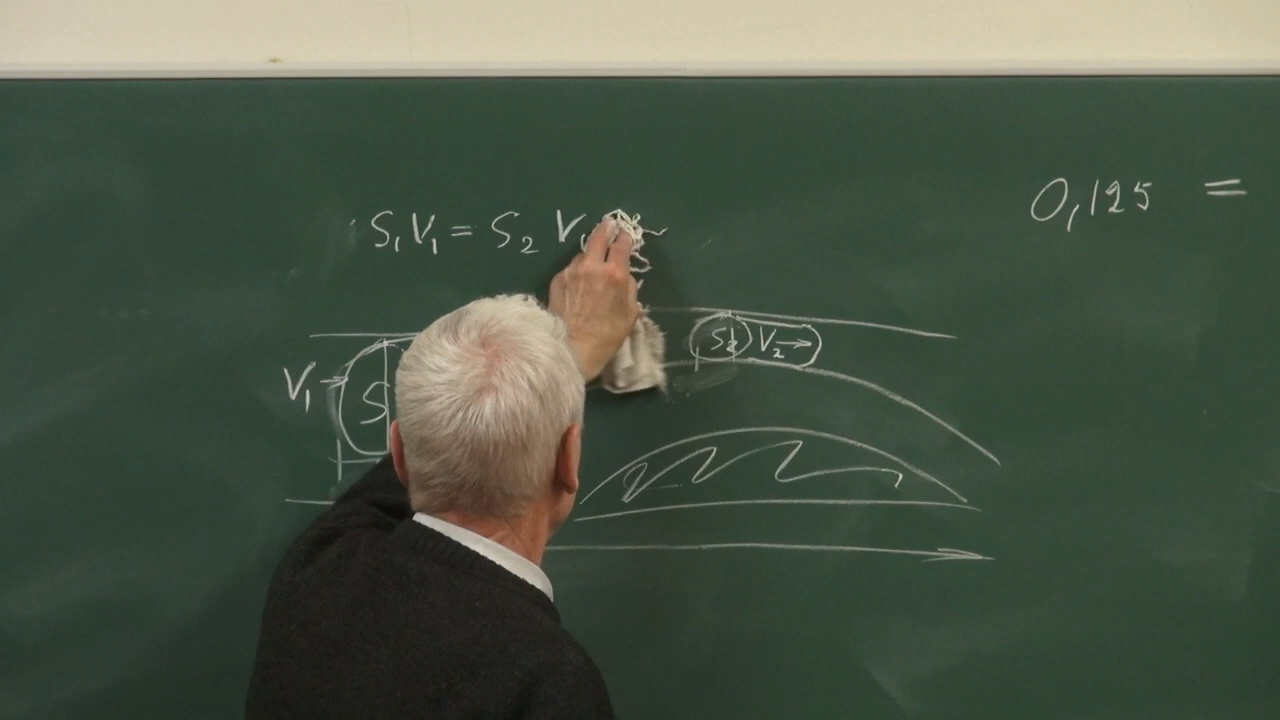 S₁V₁ = S₂ V
0,125 =
V₁ S
S₂ V₂